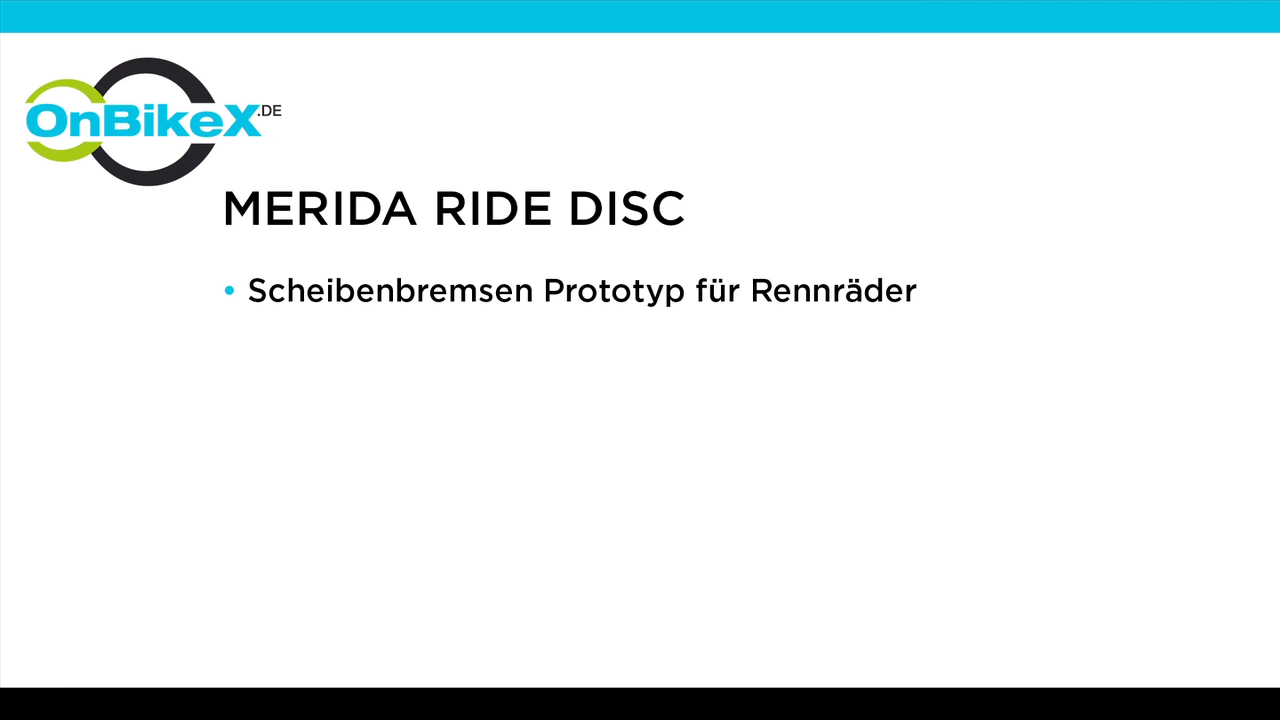 OnBikeX.DE
MERIDA RIDE DISC
• Scheibenbremsen Prototyp für Rennräder